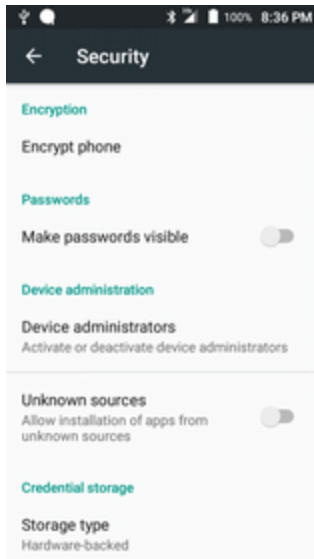 100% 8:36 PM
Security
Encryption
Encrypt phone
Passwords
Make passwords visible
Device administration
Device administrators
Activate or deactivate device administrators
Unknown sources
Allow installation of apps from
unknown sources
Credential storage
Storage type
Hardware-backed